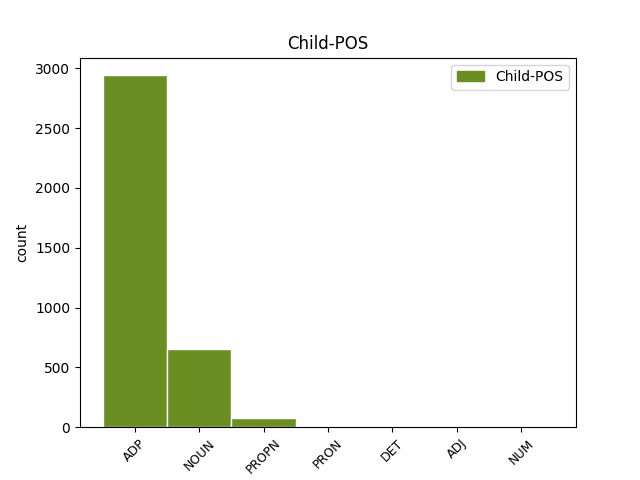 Child-POS
Child-POS
count
3000
2500
2000
1500
1000
500
0
ADP
NOUN
PROPN
PRON
DET
ADJ
NUM